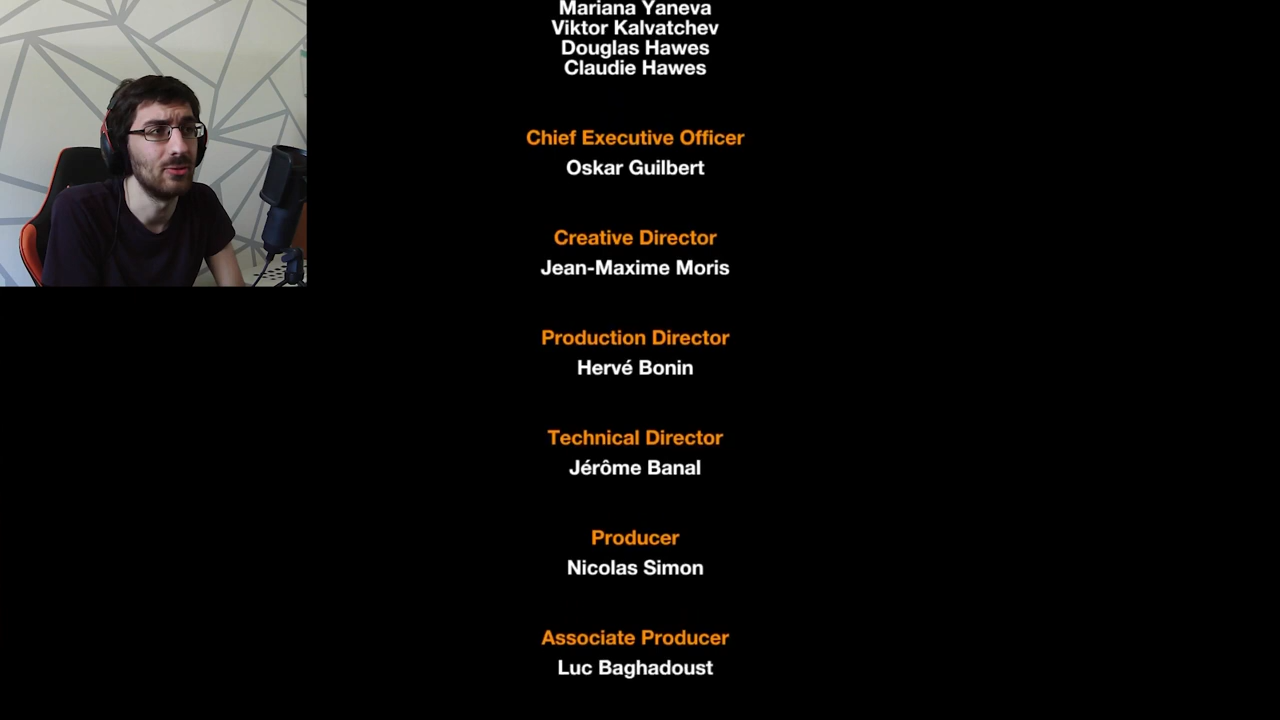 Mariana Yaneva
Viktor Kalvatchev
Douglas Hawes
Claudie Hawes
Chief Executive Officer
Oskar Guilbert
Creative Director
Jean-Maxime Moris
Production Director
Hervé Bonin
Technical Director
Jérôme Banal
Producer
Nicolas Simon
Associate Producer
Luc Baghadoust